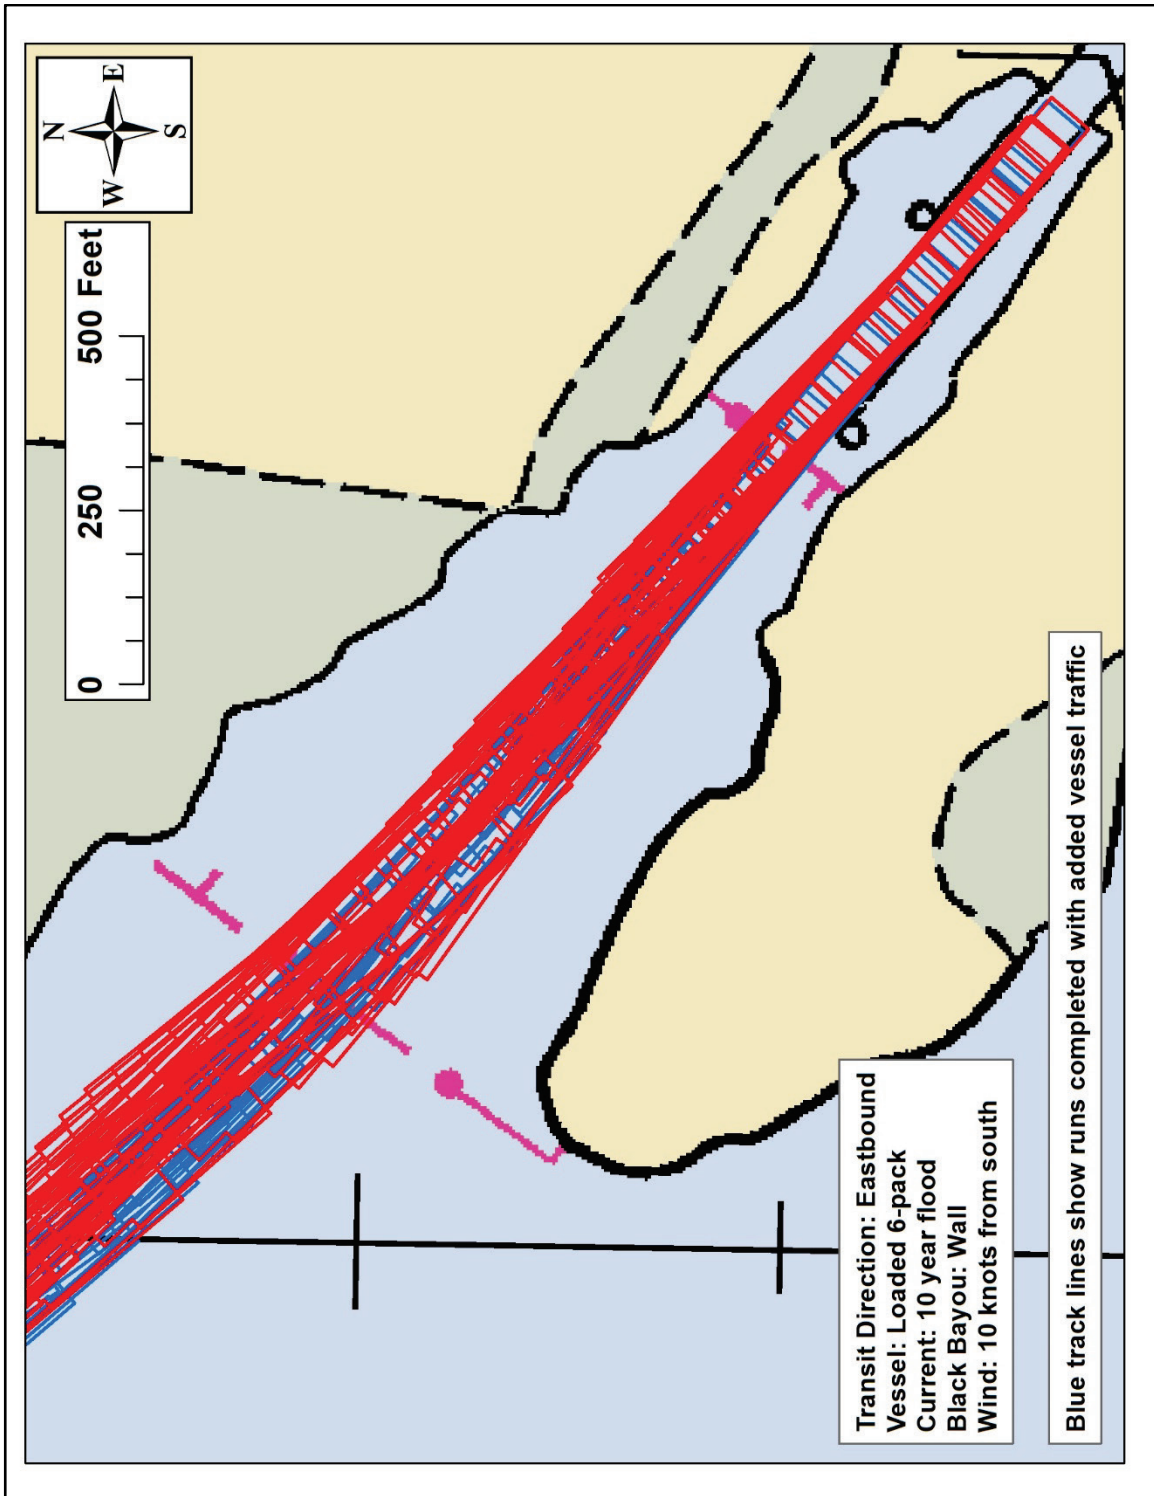 N
W E
S
0 250 500 Feet
Transit Direction: Eastbound
Vessel: Loaded 6-pack
Current: 10 year flood
Black Bayou: Wall
Wind: 10 knots from south
Blue track lines show runs completed with added vessel traffic